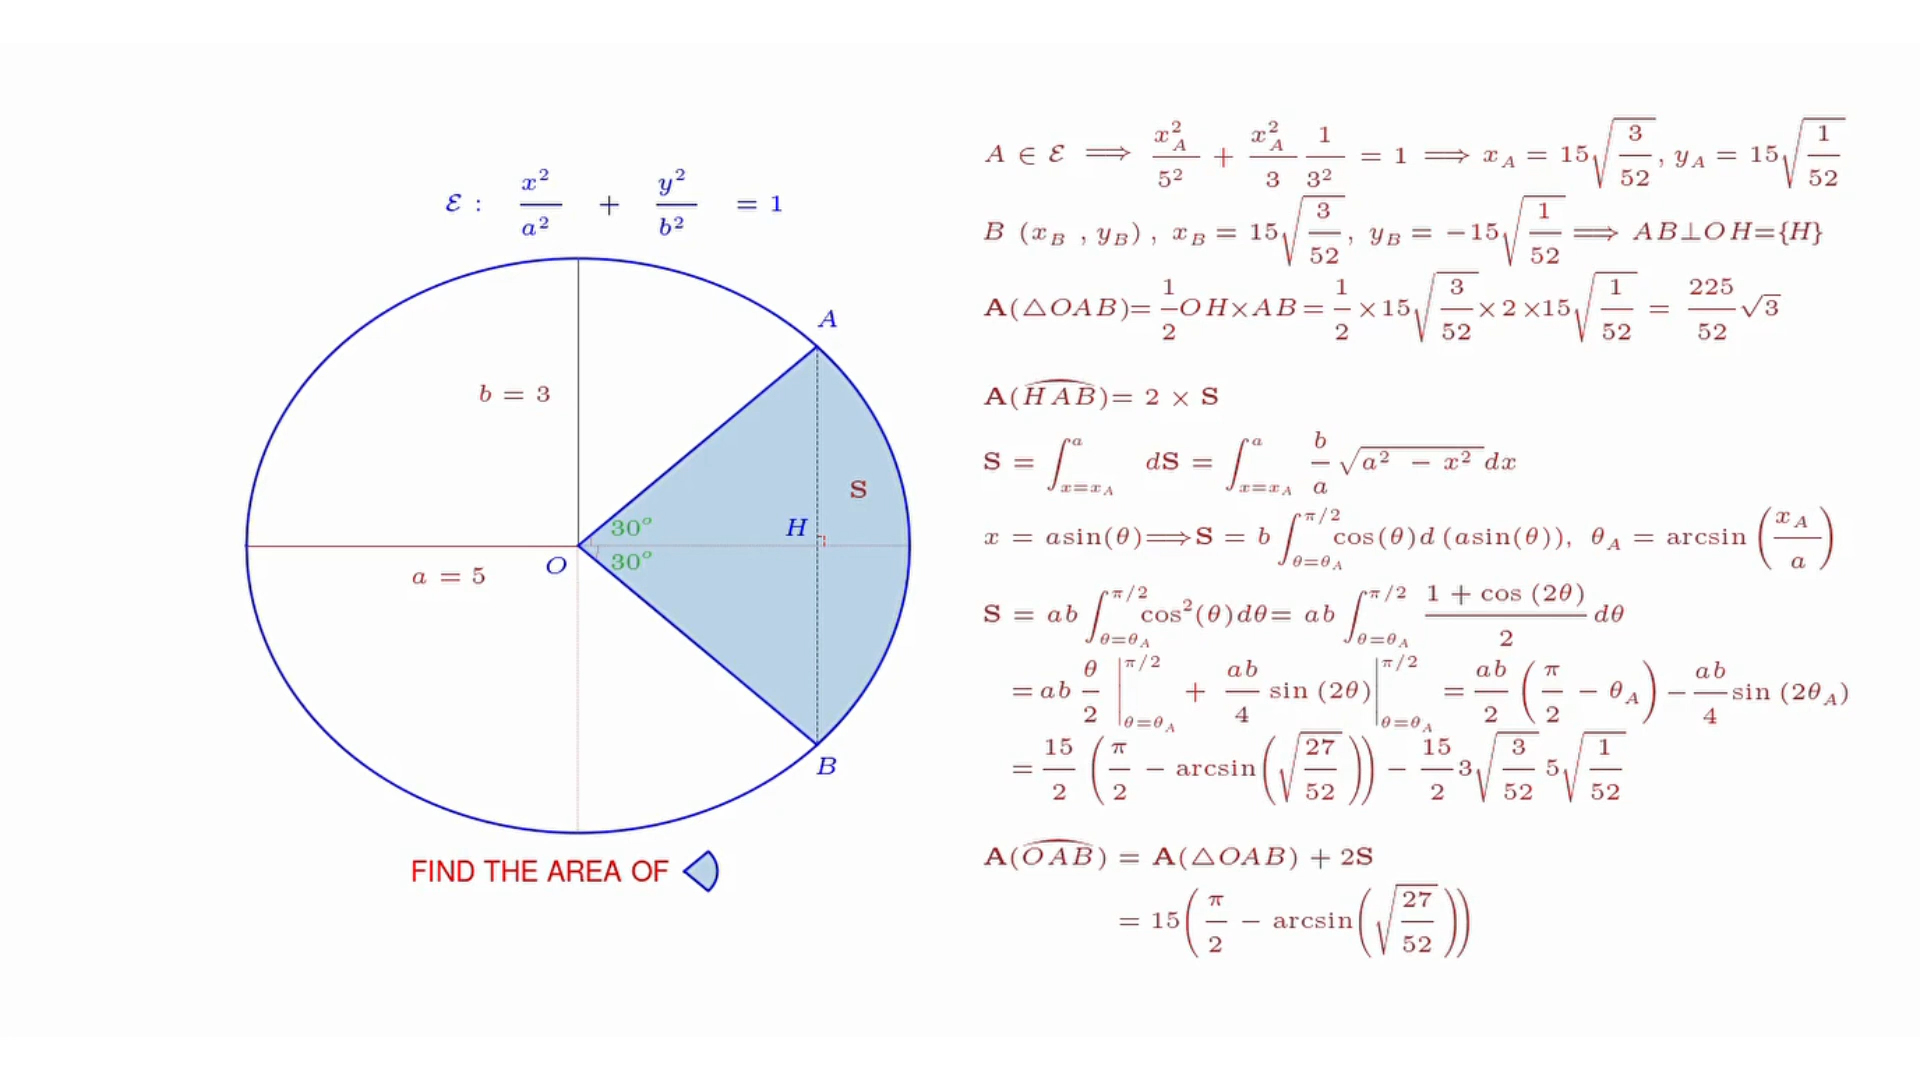 ℰ : x²/a² + y²/b² = 1
A
b = 3
S
30°
H
30°
O
a = 5
B
FIND THE AREA OF
A ∈ ℰ ⟹ x_A²/5² + x_A²/3 1/3² = 1 ⟹ x_A = 15√(3/52), y_A = 15√(1/52)
B (x_B , y_B) , x_B = 15√(3/52), y_B = −15√(1/52) ⟹ AB⊥OH={H}
A(△OAB)= 1/2 OH×AB = 1/2 ×15√(3/52) × 2 ×15√(1/52) = 225/52 √3
A(HAB)= 2 × S
S = ∫_{x=x_A}^{a} dS = ∫_{x=x_A}^{a} b/a √(a² − x²) dx
x = asin(θ)⟹S = b ∫_{θ=θ_A}^{π/2} cos(θ)d (asin(θ)), θ_A = arcsin (x_A/a)
S = ab ∫_{θ=θ_A}^{π/2} cos²(θ)dθ= ab ∫_{θ=θ_A}^{π/2} (1 + cos (2θ))/2 dθ
= ab θ/2 |_{θ=θ_A}^{π/2} + ab/4 sin (2θ)|_{θ=θ_A}^{π/2} = ab/2 (π/2 − θ_A) − ab/4 sin (2θ_A)
= 15/2 (π/2 − arcsin(√(27/52))) − 15/2 3√(3/52) 5√(1/52)
A(OAB) = A(△OAB) + 2S
= 15(π/2 − arcsin(√(27/52)))